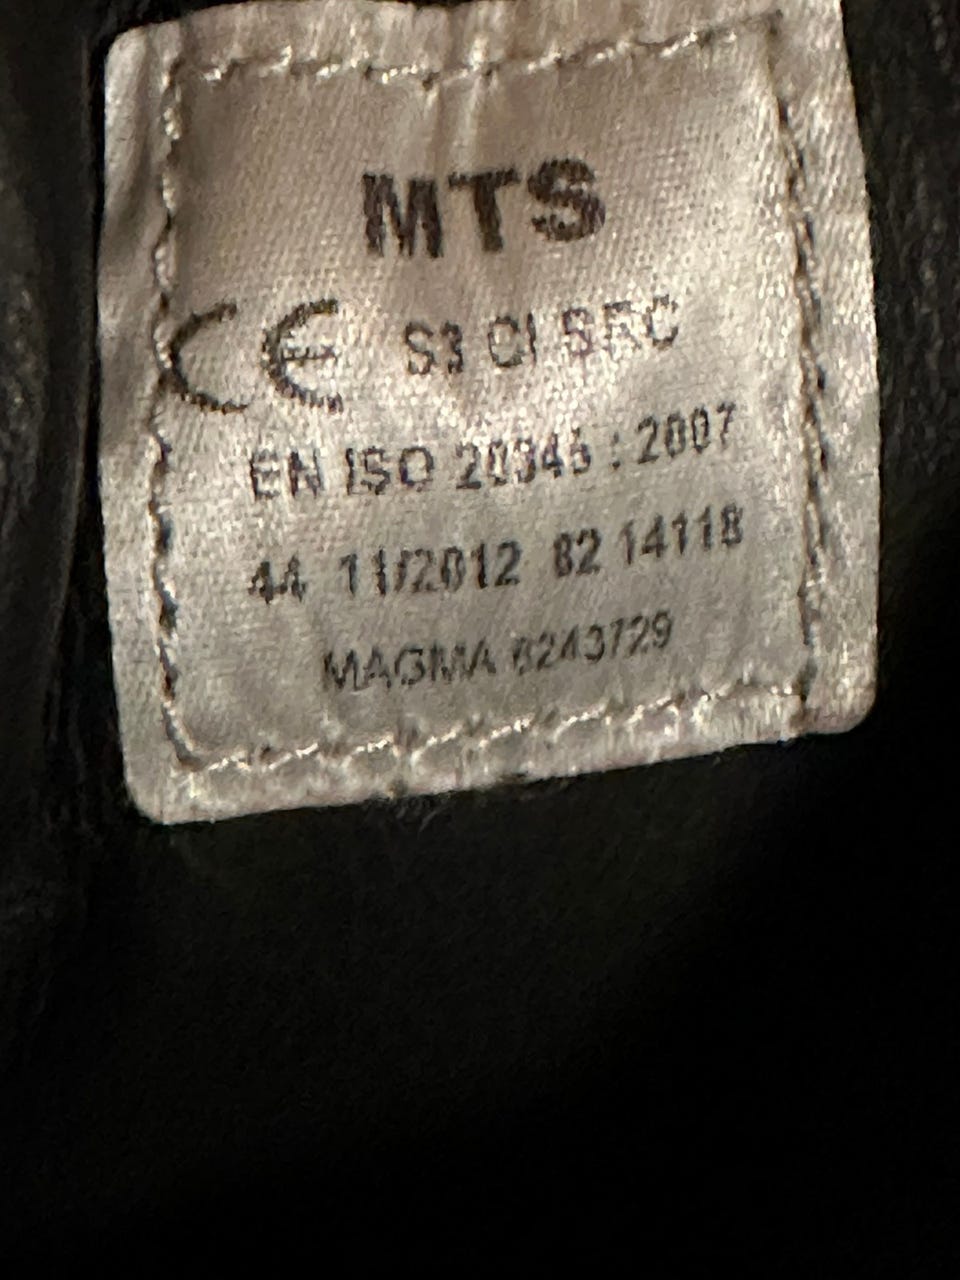 MTS
CE S3 CI SRC
EN ISO 20345 : 2007
44 11/2012 82 14118
MAGMA 8243729